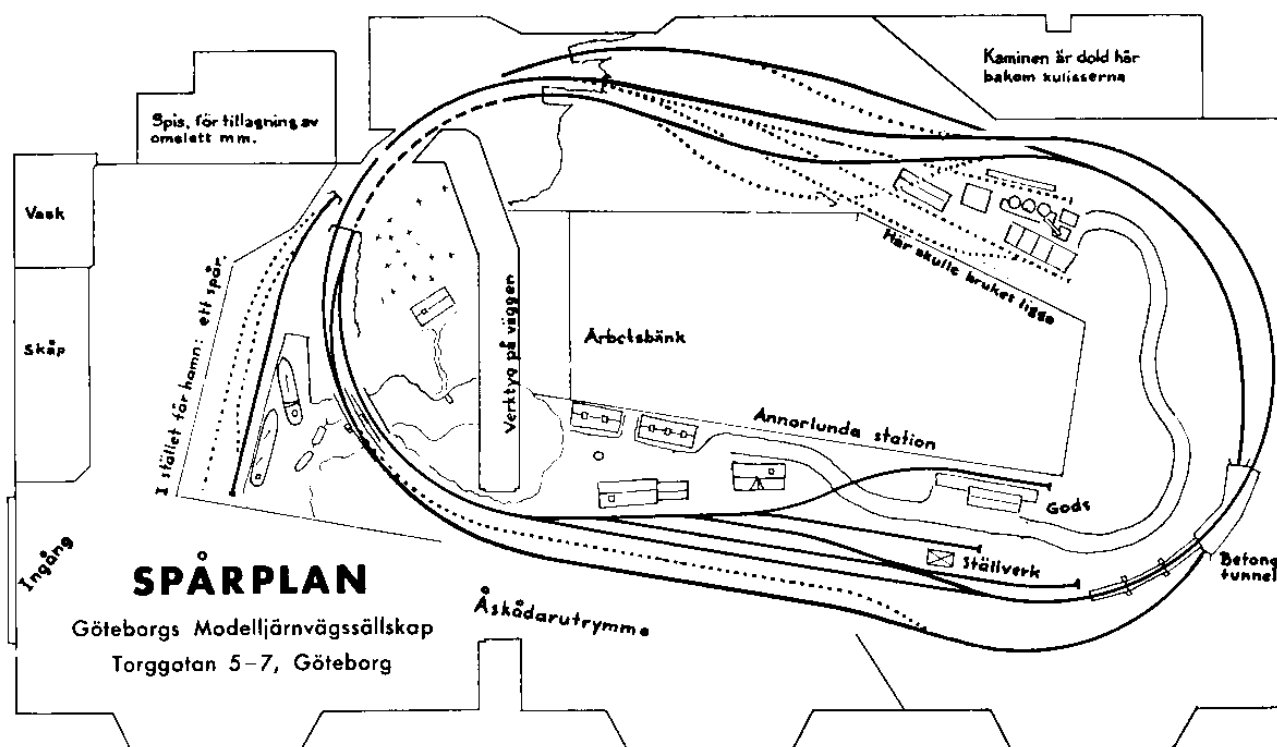 Kaminen är dold här
bakom kulisserna
Spis, för tillagning av
omelett mm.
Vask
Skåp
I stället för hamn: ett spår.
Verktyg på väggen
Arbetsbänk
Här skulle bruket ligga
Annorlunda station
Gods
Ställverk
Betong
tunnel
Ingång
SPÅRPLAN
Göteborgs Modelljärnvägssällskap
Torggatan 5–7, Göteborg
Åskådarutrymme